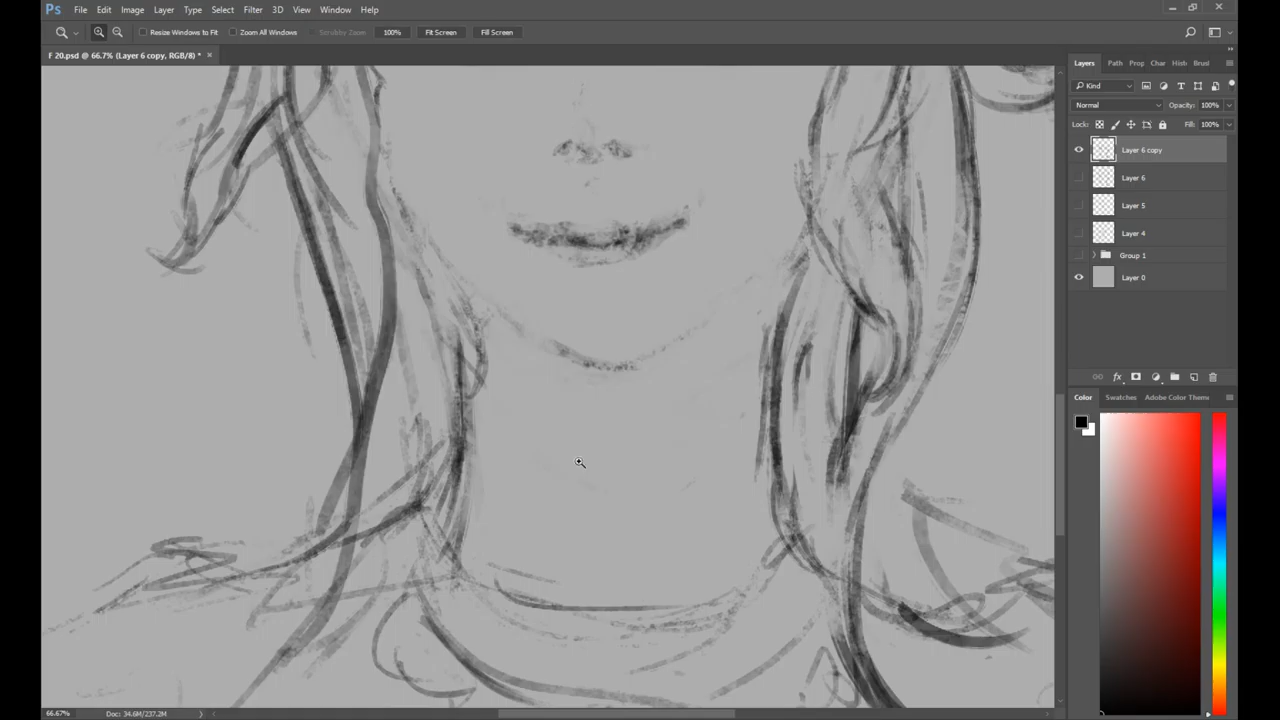 Ps File Edit Image Layer Type Select Filter 3D View Window Help
Resize Windows to Fit Zoom All Windows Scrubby Zoom 100% Fit Screen Fill Screen
F 20.psd @ 66.7% (Layer 6 copy, RGB/8) *
Layers Path Prop Char Hist Brus
Kind
Normal Opacity: 100%
Lock: Fill: 100%
Layer 6 copy
Layer 6
Layer 5
Layer 4
Group 1
Layer 0
fx
Color Swatches Adobe Color Theme
66.67% Doc: 34.6M/237.2M